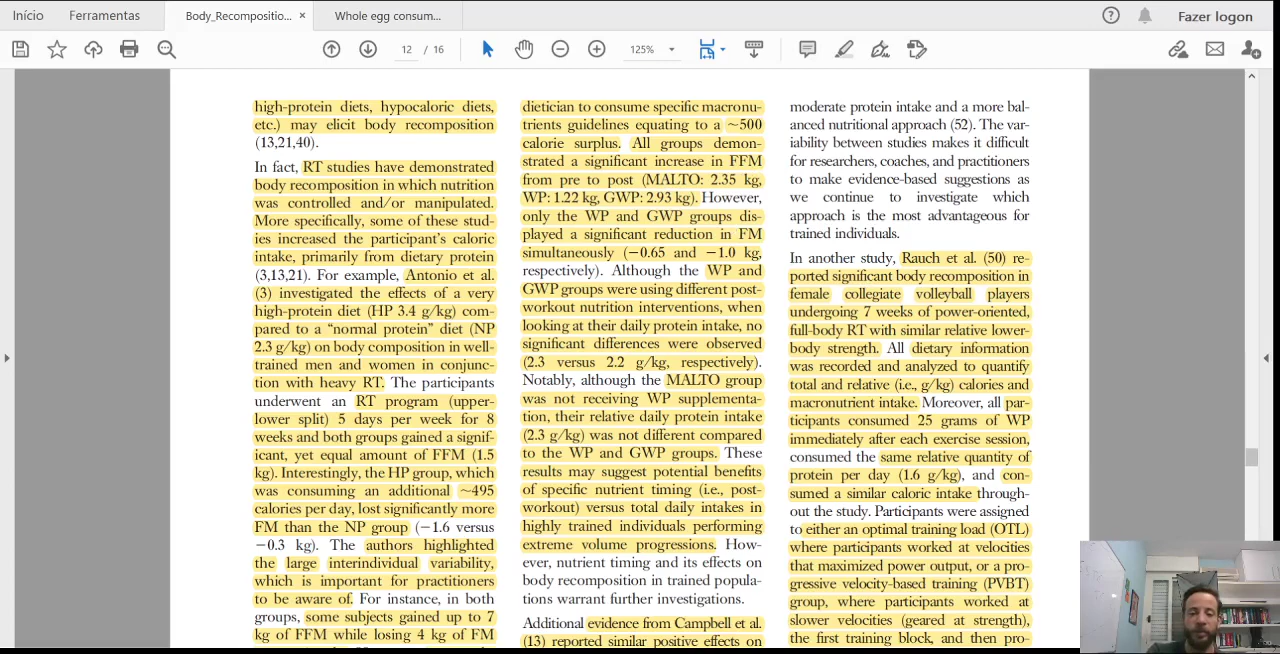 Início Ferramentas Body_Recompositio... × Whole egg consum... Fazer logon
12 / 16 125%
high-protein diets, hypocaloric diets,
etc.) may elicit body recomposition
(13,21,40).
In fact, RT studies have demonstrated
body recomposition in which nutrition
was controlled and/or manipulated.
More specifically, some of these stud-
ies increased the participant's caloric
intake, primarily from dietary protein
(3,13,21). For example, Antonio et al.
(3) investigated the effects of a very
high-protein diet (HP 3.4 g/kg) com-
pared to a “normal protein” diet (NP
2.3 g/kg) on body composition in well-
trained men and women in conjunc-
tion with heavy RT. The participants
underwent an RT program (upper-
lower split) 5 days per week for 8
weeks and both groups gained a signif-
icant, yet equal amount of FFM (1.5
kg). Interestingly, the HP group, which
was consuming an additional ~495
calories per day, lost significantly more
FM than the NP group (−1.6 versus
−0.3 kg). The authors highlighted
the large interindividual variability,
which is important for practitioners
to be aware of. For instance, in both
groups, some subjects gained up to 7
kg of FFM while losing 4 kg of FM
dietician to consume specific macronu-
trients guidelines equating to a ~500
calorie surplus. All groups demon-
strated a significant increase in FFM
from pre to post (MALTO: 2.35 kg,
WP: 1.22 kg, GWP: 2.93 kg). However,
only the WP and GWP groups dis-
played a significant reduction in FM
simultaneously (−0.65 and −1.0 kg,
respectively). Although the WP and
GWP groups were using different post-
workout nutrition interventions, when
looking at their daily protein intake, no
significant differences were observed
(2.3 versus 2.2 g/kg, respectively).
Notably, although the MALTO group
was not receiving WP supplementa-
tion, their relative daily protein intake
(2.3 g/kg) was not different compared
to the WP and GWP groups. These
results may suggest potential benefits
of specific nutrient timing (i.e., post-
workout) versus total daily intakes in
highly trained individuals performing
extreme volume progressions. How-
ever, nutrient timing and its effects on
body recomposition in trained popula-
tions warrant further investigations.
Additional evidence from Campbell et al.
(13) reported similar positive effects on
moderate protein intake and a more bal-
anced nutritional approach (52). The var-
iability between studies makes it difficult
for researchers, coaches, and practitioners
to make evidence-based suggestions as
we continue to investigate which
approach is the most advantageous for
trained individuals.
In another study, Rauch et al. (50) re-
ported significant body recomposition in
female collegiate volleyball players
undergoing 7 weeks of power-oriented,
full-body RT with similar relative lower-
body strength. All dietary information
was recorded and analyzed to quantify
total and relative (i.e., g/kg) calories and
macronutrient intake. Moreover, all par-
ticipants consumed 25 grams of WP
immediately after each exercise session,
consumed the same relative quantity of
protein per day (1.6 g/kg), and con-
sumed a similar caloric intake through-
out the study. Participants were assigned
to either an optimal training load (OTL)
where participants worked at velocities
that maximized power output, or a pro-
gressive velocity-based training (PVBT)
group, where participants worked at
slower velocities (geared at strength),
the first training block, and then pro-